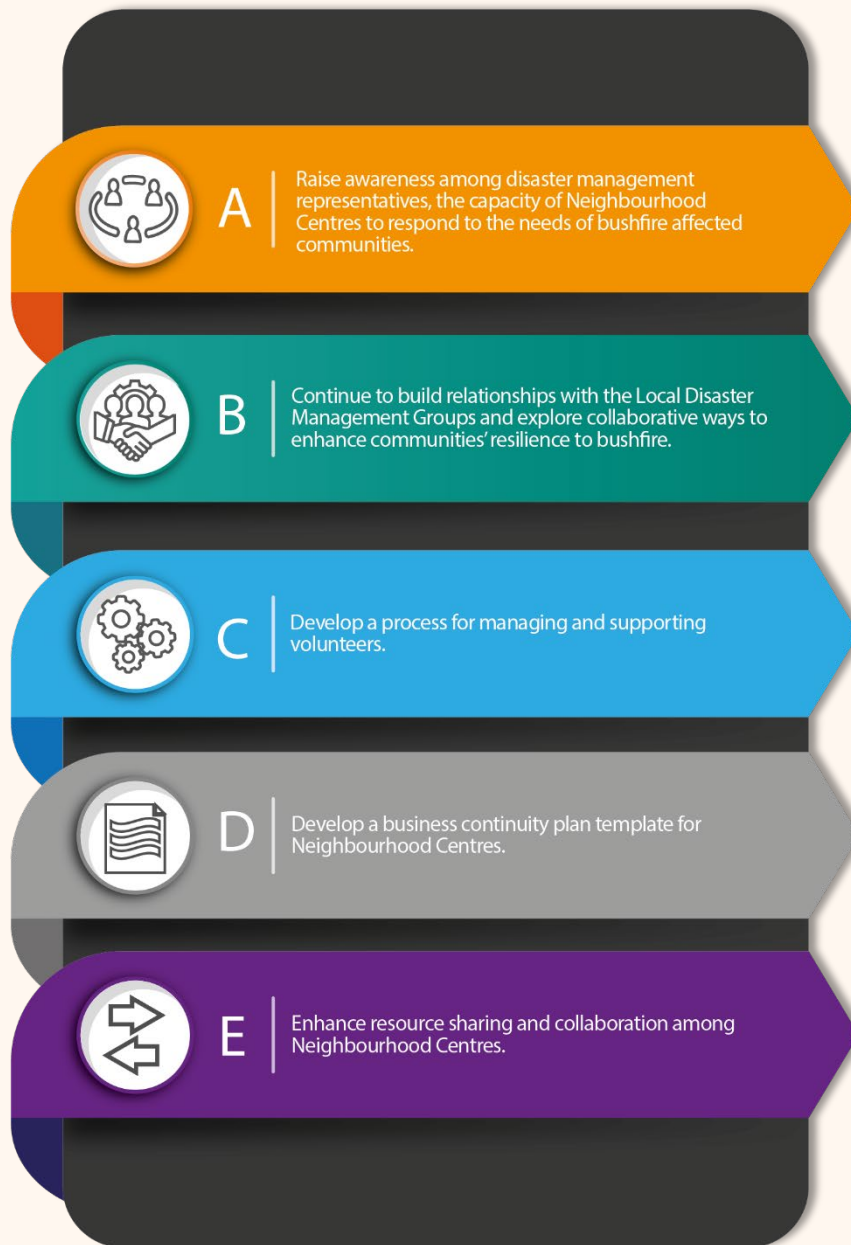 A
Raise awareness among disaster management
representatives, the capacity of Neighbourhood
Centres to respond to the needs of bushfire affected
communities.
B
Continue to build relationships with the Local Disaster
Management Groups and explore collaborative ways to
enhance communities’ resilience to bushfire.
C
Develop a process for managing and supporting
volunteers.
D
Develop a business continuity plan template for
Neighbourhood Centres.
E
Enhance resource sharing and collaboration among
Neighbourhood Centres.